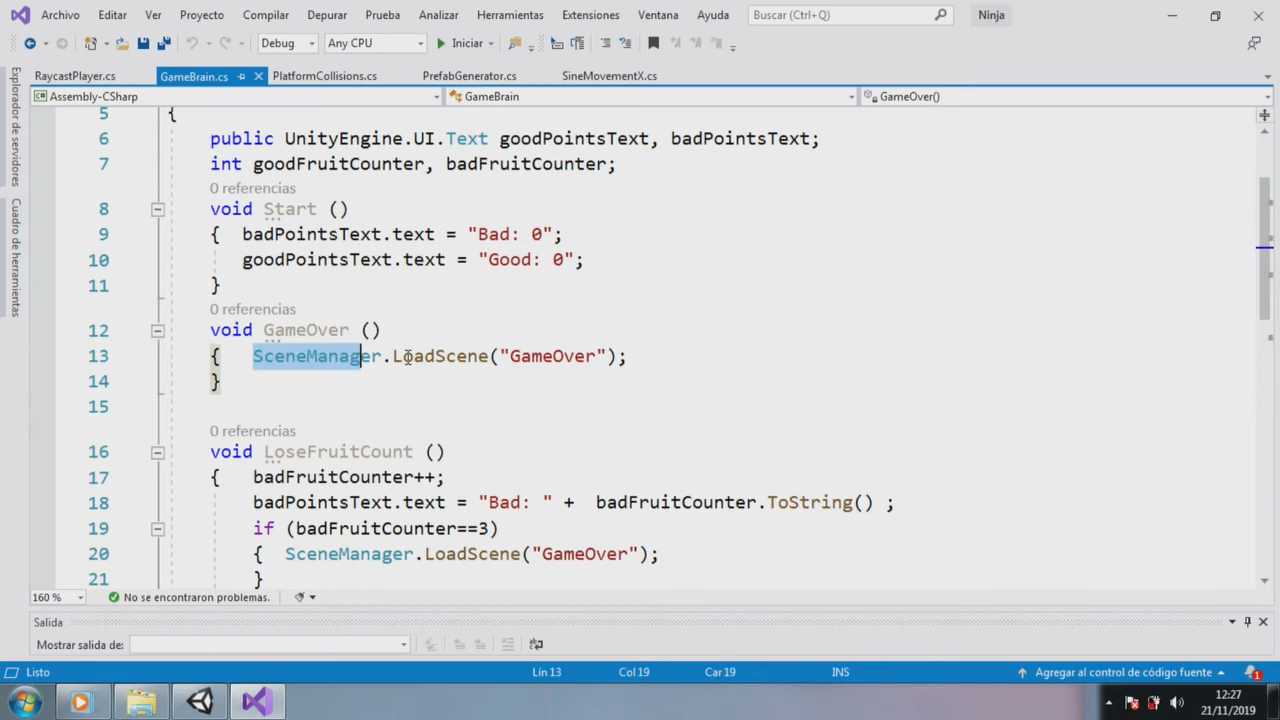 Archivo Editar Ver Proyecto Compilar Depurar Prueba Analizar Herramientas Extensiones Ventana Ayuda Buscar (Ctrl+Q) Ninja
Debug Any CPU Iniciar
Explorador de servidores
Cuadro de herramientas
RaycastPlayer.cs GameBrain.cs PlatformCollisions.cs PrefabGenerator.cs SineMovementX.cs
Assembly-CSharp GameBrain GameOver()
5 {
6 public UnityEngine.UI.Text goodPointsText, badPointsText;
7 int goodFruitCounter, badFruitCounter;
0 referencias
8 void Start ()
9 { badPointsText.text = "Bad: 0";
10 goodPointsText.text = "Good: 0";
11 }
0 referencias
12 void GameOver ()
13 { SceneManager.LoadScene("GameOver");
14 }
15
0 referencias
16 void LoseFruitCount ()
17 { badFruitCounter++;
18 badPointsText.text = "Bad: " + badFruitCounter.ToString() ;
19 if (badFruitCounter==3)
20 { SceneManager.LoadScene("GameOver");
21 }
160 % No se encontraron problemas.
Salida
Mostrar salida de:
Listo Lín 13 Col 19 Car 19 INS Agregar al control de código fuente 1
12:27
21/11/2019